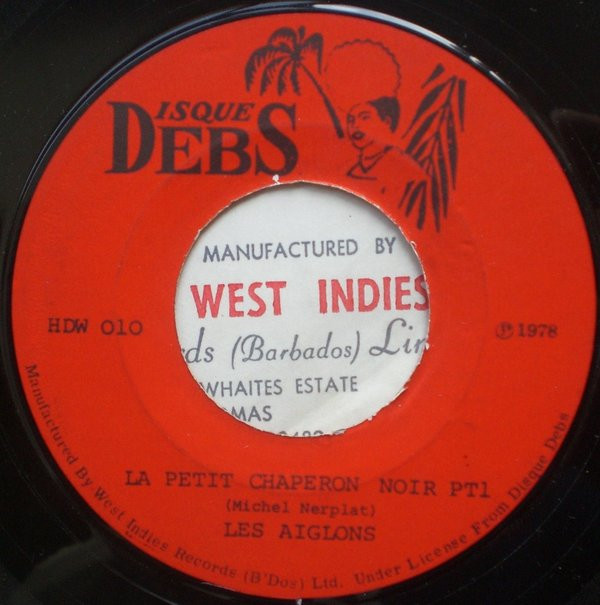 DISQUE
DEBS
MANUFACTURED BY
WEST INDIES
ds (Barbados) Li
WHAITES ESTATE
MAS
HDW 010
℗ 1978
LA PETIT CHAPERON NOIR PT1
(Michel Nerplat)
LES AIGLONS
Manufactured By West Indies Records (B'Dos) Ltd. Under License From Disque Debs